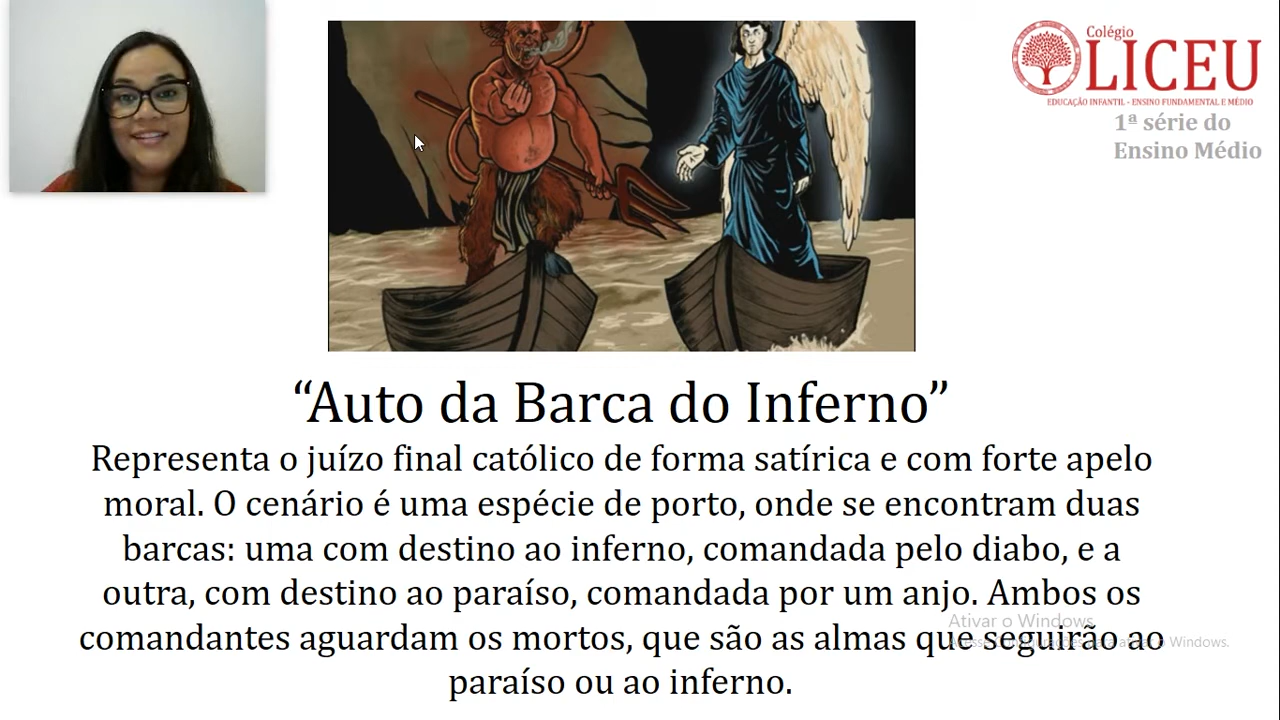 Colégio
LICEU
EDUCAÇÃO INFANTIL - ENSINO FUNDAMENTAL E MÉDIO
1ª série do
Ensino Médio
“Auto da Barca do Inferno”
Representa o juízo final católico de forma satírica e com forte apelo
moral. O cenário é uma espécie de porto, onde se encontram duas
barcas: uma com destino ao inferno, comandada pelo diabo, e a
outra, com destino ao paraíso, comandada por um anjo. Ambos os
comandantes aguardam os mortos, que são as almas que seguirão ao
paraíso ou ao inferno.
Ativar o Windows
Windows.